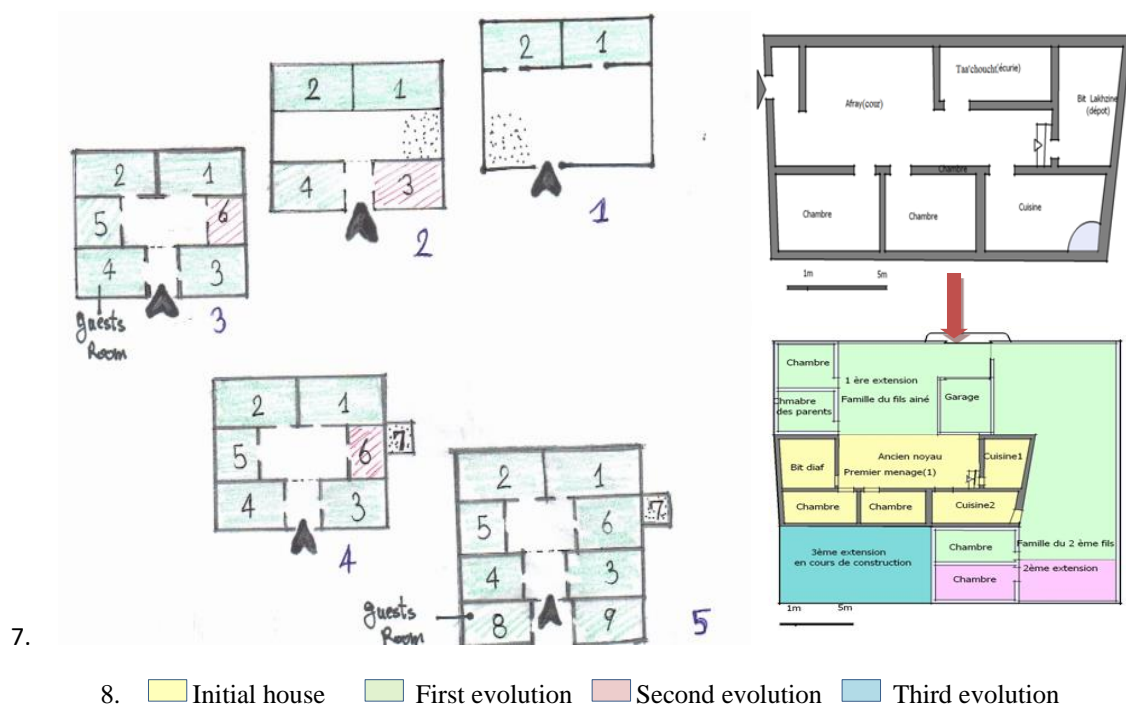 2 1
1
2 1
4 3
2
2 1
5 6
4 3
3
guests
Room
2 1
5 6 7
4 3
4
2 1
5 6 7
4 3
guests
Room
8 9
5
Taa'choucht(écurie)
Afray(cour)
Bit Lakhzine
(dépot)
Chambre
Chambre
Chambre
Cuisine
1m 5m
Chambre
1 ère extension
Chmabre
des parents
Famille du fils ainé
Garage
Bit diaf
Ancien noyau
Premier menage(1)
Cuisine1
Chambre
Chambre
Cuisine2
3ème extension
en cours de construction
Chambre
Famille du 2 ème fils
Chambre
2ème extension
1m 5m
7.
8. Initial house First evolution Second evolution Third evolution